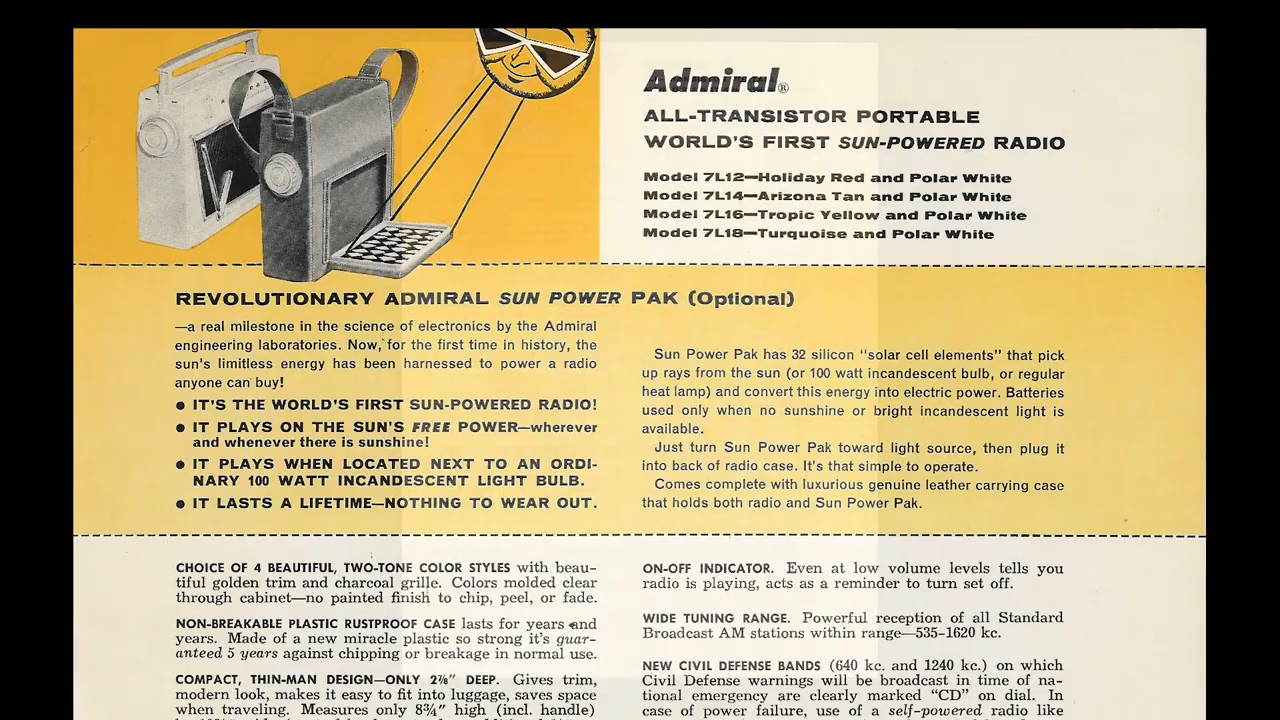 Admiral®
ALL-TRANSISTOR PORTABLE
WORLD'S FIRST SUN-POWERED RADIO
Model 7L12—Holiday Red and Polar White
Model 7L14—Arizona Tan and Polar White
Model 7L16—Tropic Yellow and Polar White
Model 7L18—Turquoise and Polar White
REVOLUTIONARY ADMIRAL SUN POWER PAK (Optional)
—a real milestone in the science of electronics by the Admiral
engineering laboratories. Now, for the first time in history, the
sun's limitless energy has been harnessed to power a radio
anyone can buy!
● IT'S THE WORLD'S FIRST SUN-POWERED RADIO!
● IT PLAYS ON THE SUN'S FREE POWER—wherever
and whenever there is sunshine!
● IT PLAYS WHEN LOCATED NEXT TO AN ORDI-
NARY 100 WATT INCANDESCENT LIGHT BULB.
● IT LASTS A LIFETIME—NOTHING TO WEAR OUT.
Sun Power Pak has 32 silicon "solar cell elements" that pick
up rays from the sun (or 100 watt incandescent bulb, or regular
heat lamp) and convert this energy into electric power. Batteries
used only when no sunshine or bright incandescent light is
available.
Just turn Sun Power Pak toward light source, then plug it
into back of radio case. It's that simple to operate.
Comes complete with luxurious genuine leather carrying case
that holds both radio and Sun Power Pak.
CHOICE OF 4 BEAUTIFUL, TWO-TONE COLOR STYLES with beau-
tiful golden trim and charcoal grille. Colors molded clear
through cabinet—no painted finish to chip, peel, or fade.
NON-BREAKABLE PLASTIC RUSTPROOF CASE lasts for years and
years. Made of a new miracle plastic so strong it's guar-
anteed 5 years against chipping or breakage in normal use.
COMPACT, THIN-MAN DESIGN—ONLY 2⅞" DEEP. Gives trim,
modern look, makes it easy to fit into luggage, saves space
when traveling. Measures only 8¾" high (incl. handle)
ON-OFF INDICATOR. Even at low volume levels tells you
radio is playing, acts as a reminder to turn set off.
WIDE TUNING RANGE. Powerful reception of all Standard
Broadcast AM stations within range—535-1620 kc.
NEW CIVIL DEFENSE BANDS (640 kc. and 1240 kc.) on which
Civil Defense warnings will be broadcast in time of na-
tional emergency are clearly marked "CD" on dial. In
case of power failure, use of a self-powered radio like